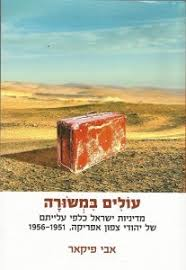 עולים במשורה
מדיניות ישראל כלפי עלייתם
של יהודי צפון אפריקה, 1951–1956
אבי פיקאר